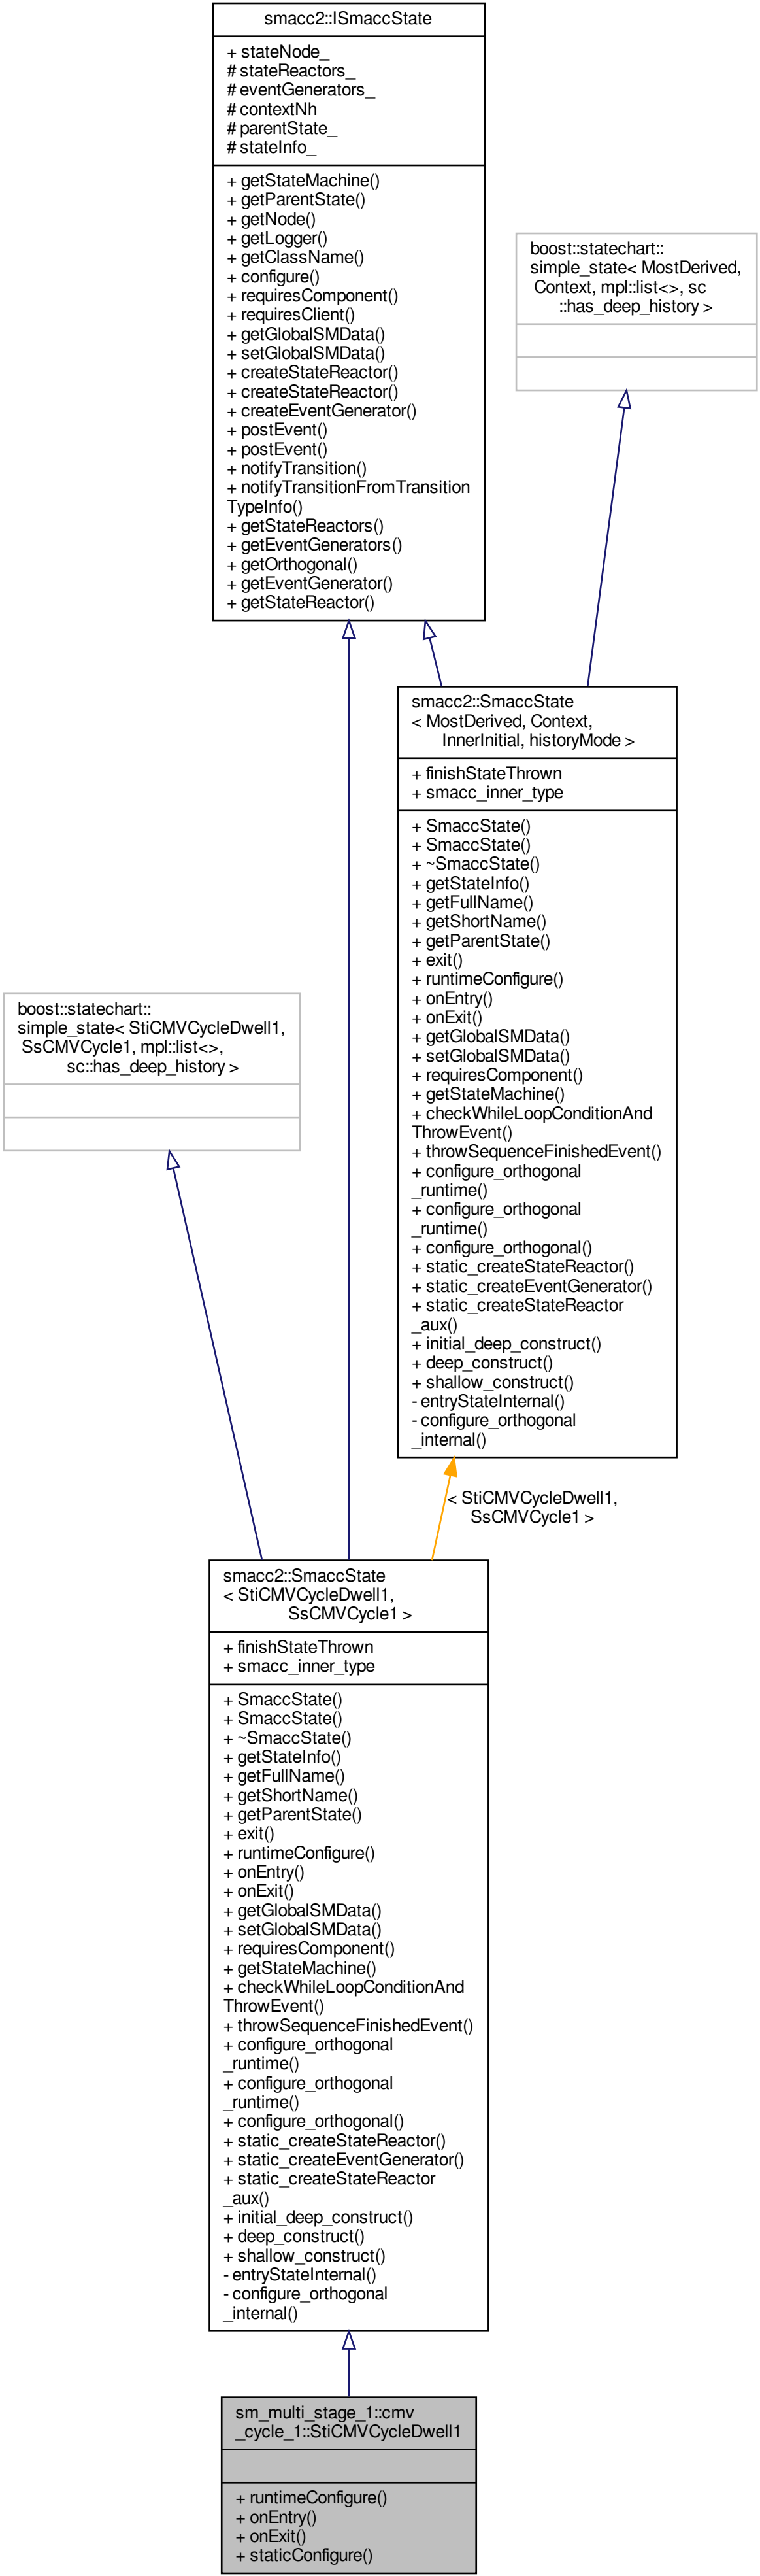 smacc2::ISmaccState
+ stateNode_
# stateReactors_
# eventGenerators_
# contextNh
# parentState_
# stateInfo_
+ getStateMachine()
+ getParentState()
+ getNode()
+ getLogger()
+ getClassName()
+ configure()
+ requiresComponent()
+ requiresClient()
+ getGlobalSMData()
+ setGlobalSMData()
+ createStateReactor()
+ createStateReactor()
+ createEventGenerator()
+ postEvent()
+ postEvent()
+ notifyTransition()
+ notifyTransitionFromTransition
TypeInfo()
+ getStateReactors()
+ getEventGenerators()
+ getOrthogonal()
+ getEventGenerator()
+ getStateReactor()
boost::statechart::
simple_state< MostDerived,
Context, mpl::list<>, sc
::has_deep_history >
smacc2::SmaccState
< MostDerived, Context,
InnerInitial, historyMode >
+ finishStateThrown
+ smacc_inner_type
+ SmaccState()
+ SmaccState()
+ ~SmaccState()
+ getStateInfo()
+ getFullName()
+ getShortName()
+ getParentState()
+ exit()
+ runtimeConfigure()
+ onEntry()
+ onExit()
+ getGlobalSMData()
+ setGlobalSMData()
+ requiresComponent()
+ getStateMachine()
+ checkWhileLoopConditionAnd
ThrowEvent()
+ throwSequenceFinishedEvent()
+ configure_orthogonal
_runtime()
+ configure_orthogonal
_runtime()
+ configure_orthogonal()
+ static_createStateReactor()
+ static_createEventGenerator()
+ static_createStateReactor
_aux()
+ initial_deep_construct()
+ deep_construct()
+ shallow_construct()
- entryStateInternal()
- configure_orthogonal
_internal()
boost::statechart::
simple_state< StiCMVCycleDwell1,
SsCMVCycle1, mpl::list<>,
sc::has_deep_history >
< StiCMVCycleDwell1,
SsCMVCycle1 >
smacc2::SmaccState
< StiCMVCycleDwell1,
SsCMVCycle1 >
+ finishStateThrown
+ smacc_inner_type
+ SmaccState()
+ SmaccState()
+ ~SmaccState()
+ getStateInfo()
+ getFullName()
+ getShortName()
+ getParentState()
+ exit()
+ runtimeConfigure()
+ onEntry()
+ onExit()
+ getGlobalSMData()
+ setGlobalSMData()
+ requiresComponent()
+ getStateMachine()
+ checkWhileLoopConditionAnd
ThrowEvent()
+ throwSequenceFinishedEvent()
+ configure_orthogonal
_runtime()
+ configure_orthogonal
_runtime()
+ configure_orthogonal()
+ static_createStateReactor()
+ static_createEventGenerator()
+ static_createStateReactor
_aux()
+ initial_deep_construct()
+ deep_construct()
+ shallow_construct()
- entryStateInternal()
- configure_orthogonal
_internal()
sm_multi_stage_1::cmv
_cycle_1::StiCMVCycleDwell1
+ runtimeConfigure()
+ onEntry()
+ onExit()
+ staticConfigure()